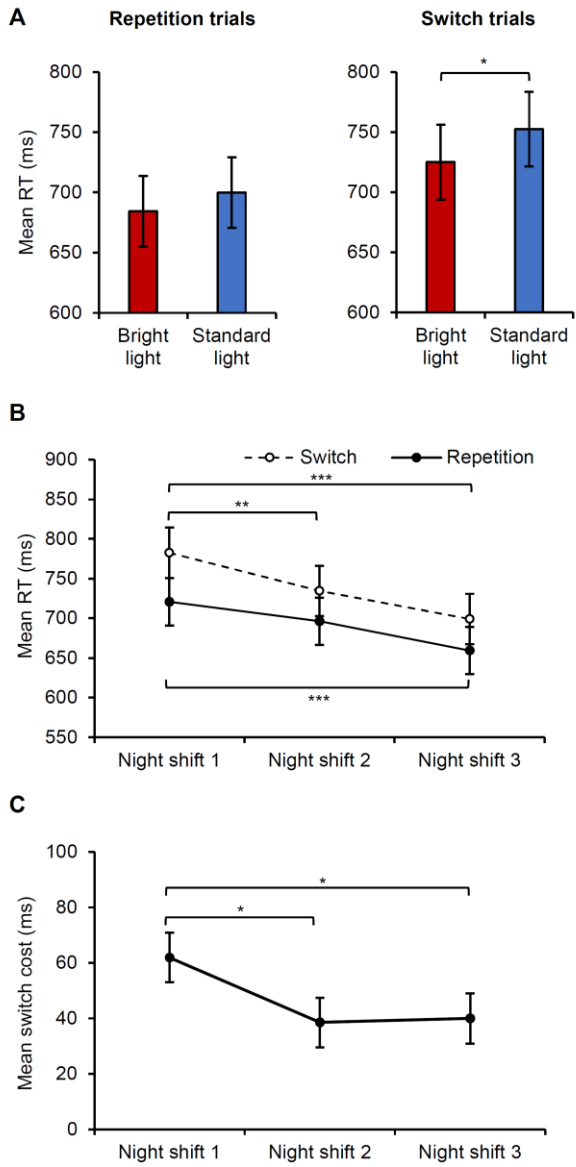 A
Repetition trials
Switch trials
Mean RT (ms)
800
750
700
650
600
Bright light
Standard light
800
750
700
650
600
*
Bright light
Standard light
B
Mean RT (ms)
900
850
800
750
700
650
600
550
Switch
Repetition
***
**
***
Night shift 1
Night shift 2
Night shift 3
C
Mean switch cost (ms)
100
80
60
40
20
0
*
*
Night shift 1
Night shift 2
Night shift 3